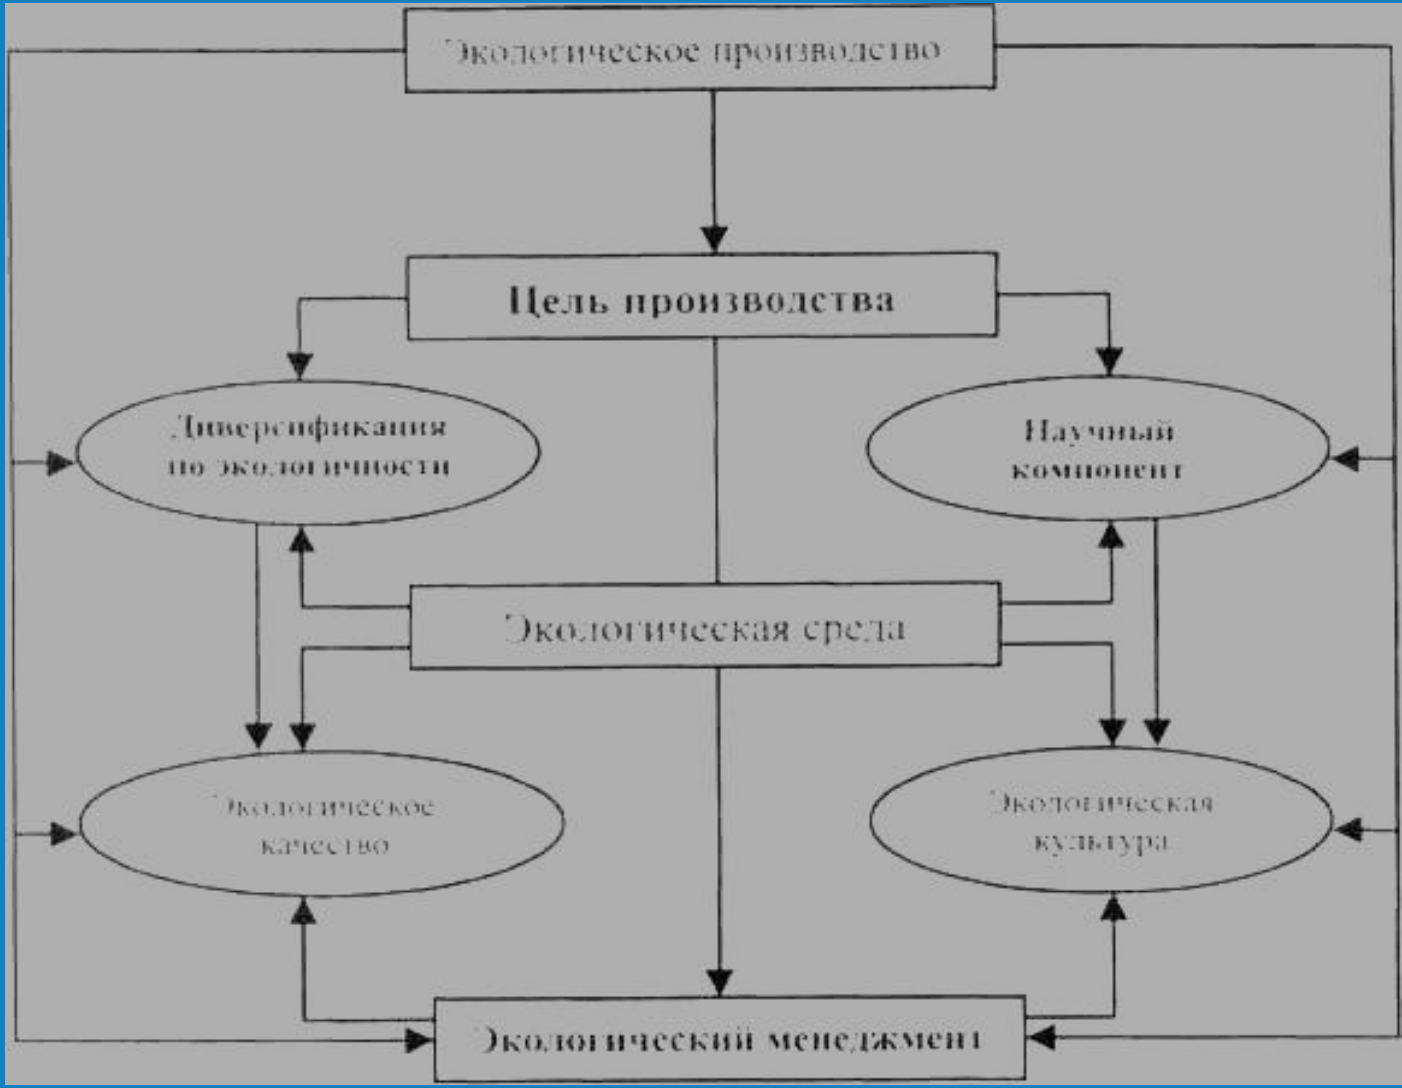 Экологическое производство
Цель производства
Диверсификация
по экологичности
Научный
компонент
Экологическая среда
Экологическое
качество
Экологическая
культура
Экологический менеджмент